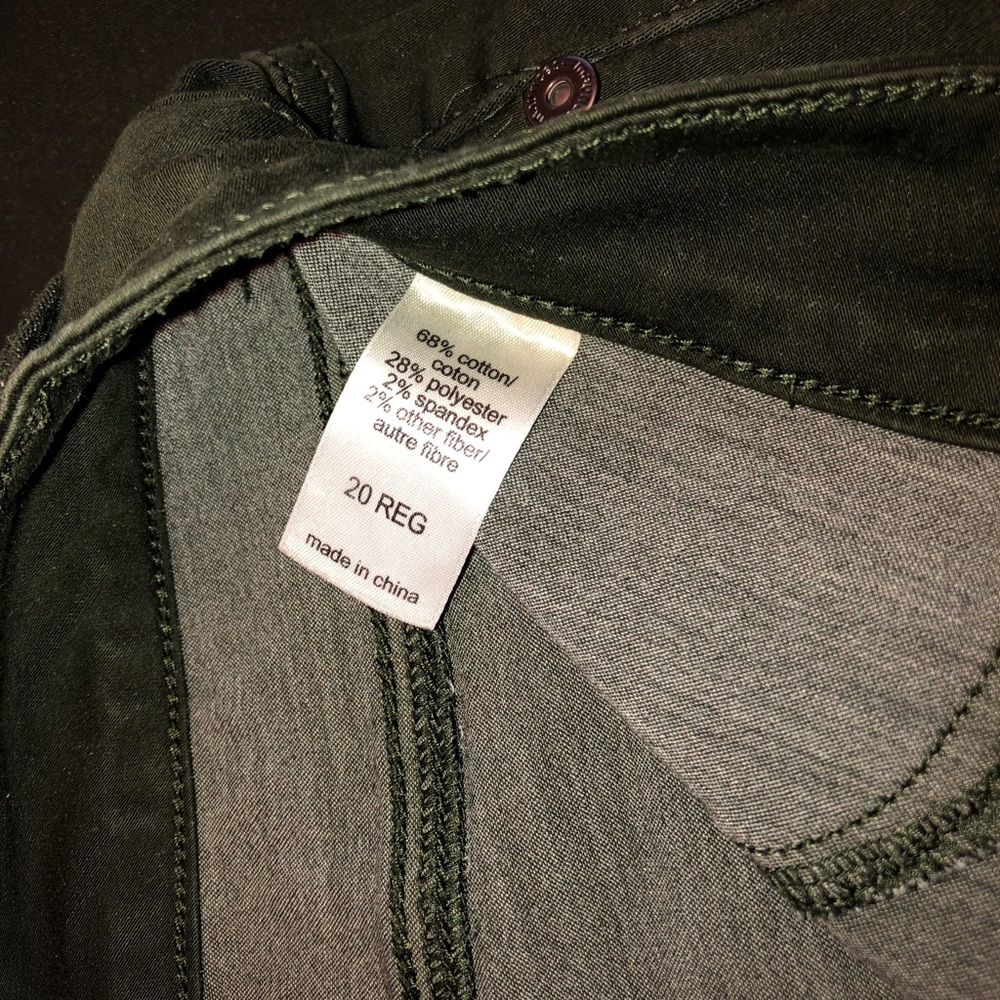 68% cotton/
coton
28% polyester
2% spandex
2% other fiber/
autre fibre
20 REG
made in china